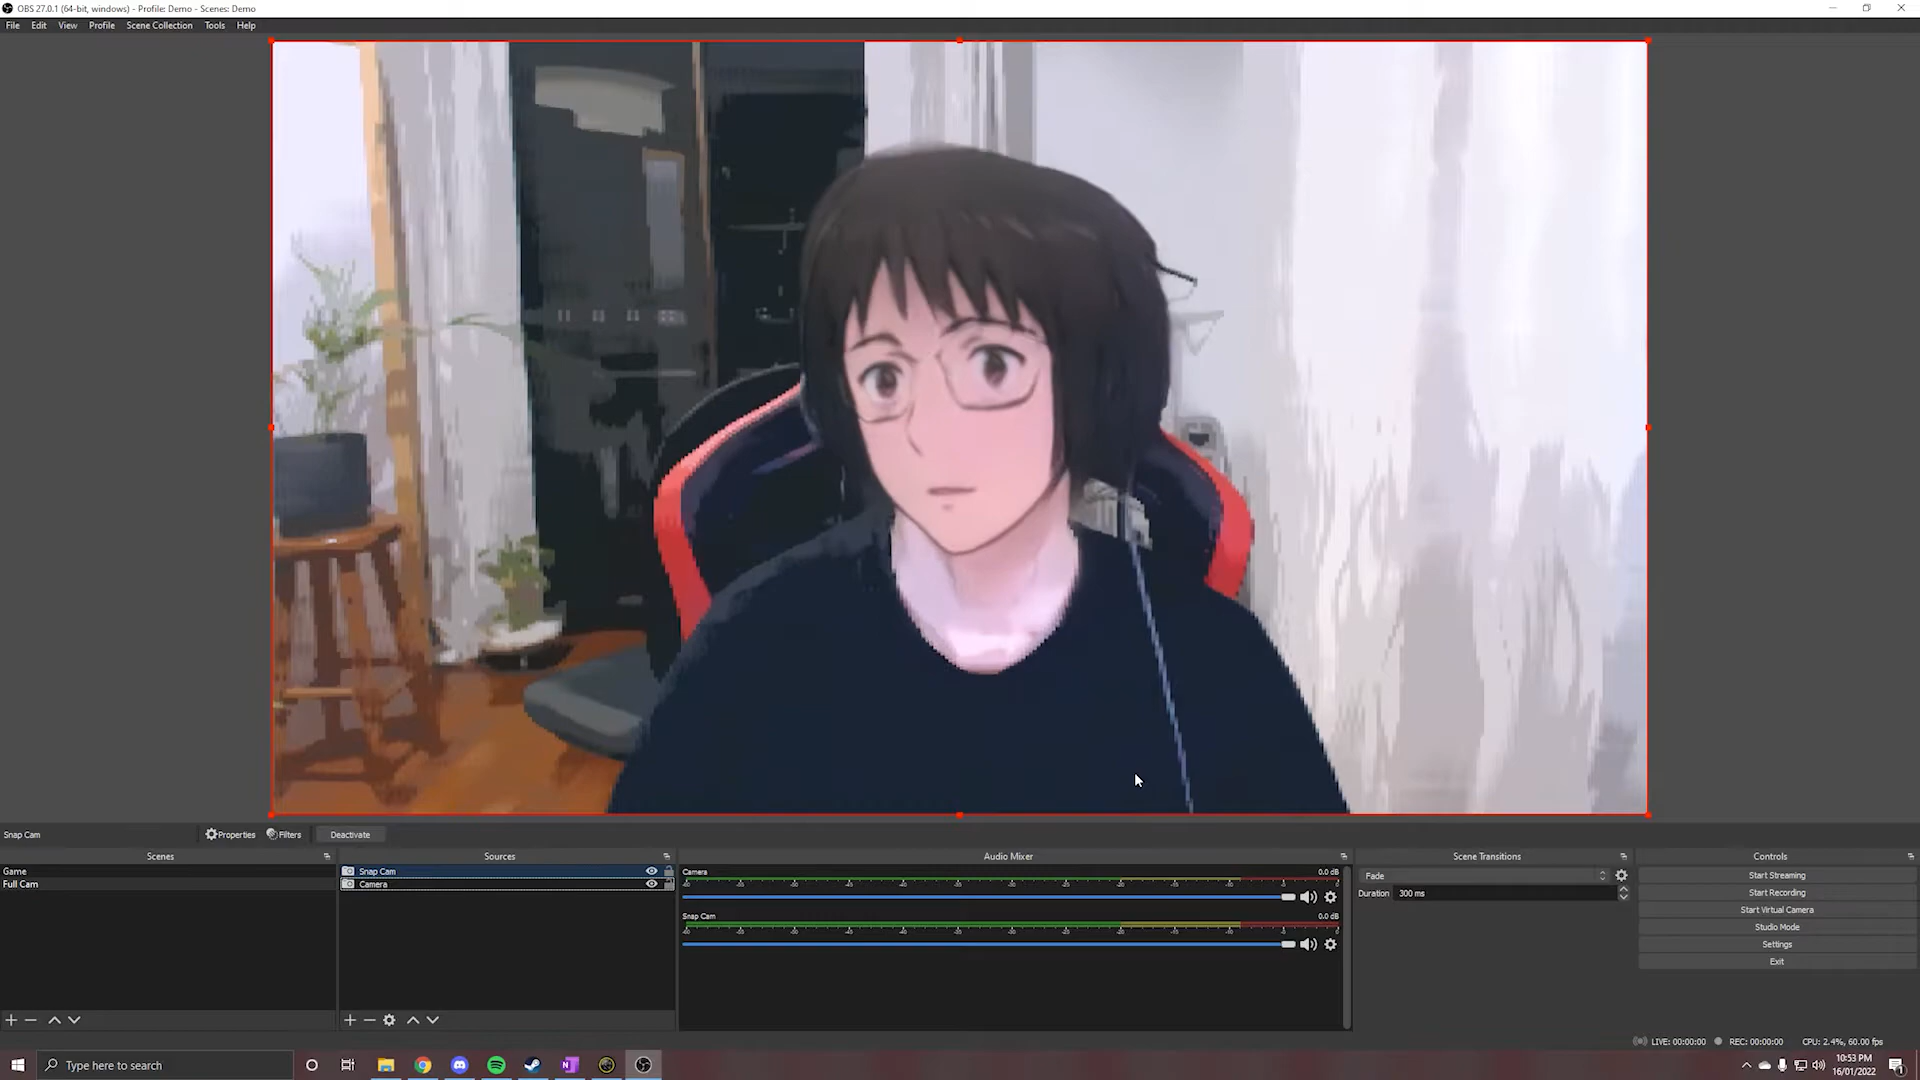 OBS 27.0.1 (64-bit, windows) - Profile: Demo - Scenes: Demo
File Edit View Profile Scene Collection Tools Help
Snap Cam Properties Filters Deactivate
Scenes Sources Audio Mixer Scene Transitions Controls
Game
Full Cam
Snap Cam
Camera
Camera 0.0 dB
Snap Cam 0.0 dB
Fade
Duration 300 ms
Start Streaming
Start Recording
Start Virtual Camera
Studio Mode
Settings
Exit
LIVE: 00:00:00 REC: 00:00:00 CPU: 2.4%, 60.00 fps
Type here to search
10:53 PM
16/01/2022